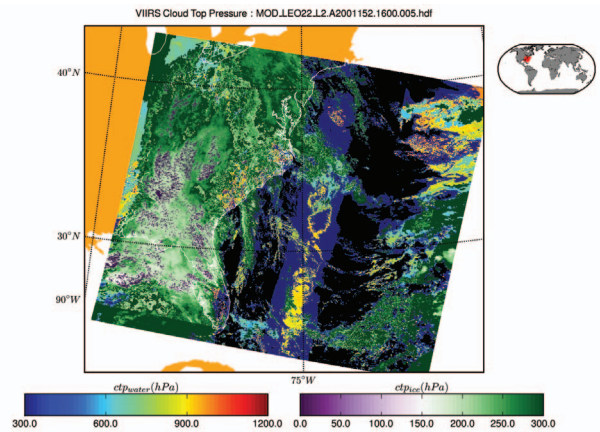 VIIRS Cloud Top Pressure : MOD.LEO22.L2.A2001152.1600.005.hdf
40°N
30°N
90°W
75°W
ctp_water(hPa)
ctp_ice(hPa)
300.0 600.0 900.0 1200.0
0.0 50.0 100.0 150.0 200.0 250.0 300.0